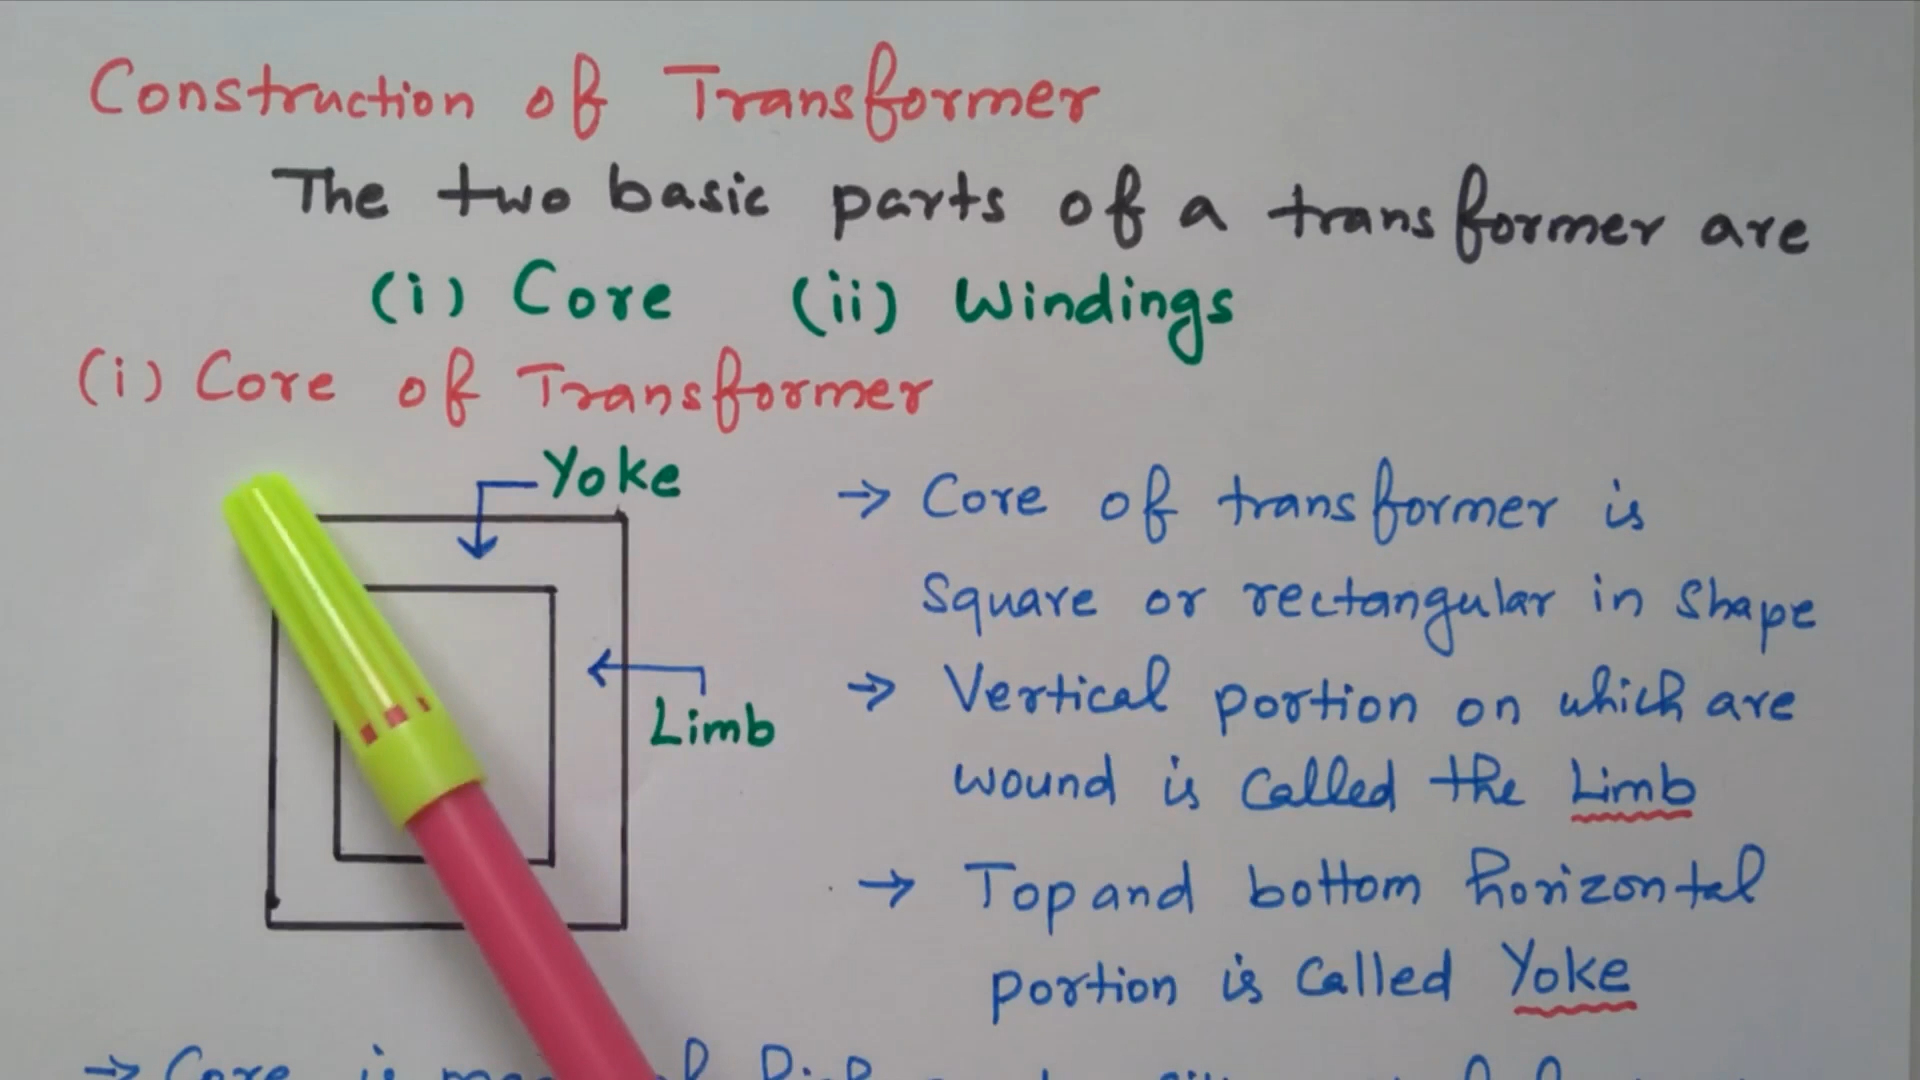 Construction of Transformer
The two basic parts of a transformer are
(i) Core (ii) Windings
(i) Core of Transformer
Yoke
Limb
→ Core of transformer is
Square or rectangular in shape
→ Vertical portion on which are
wound is called the Limb
→ Top and bottom horizontal
portion is called Yoke
→ Core is